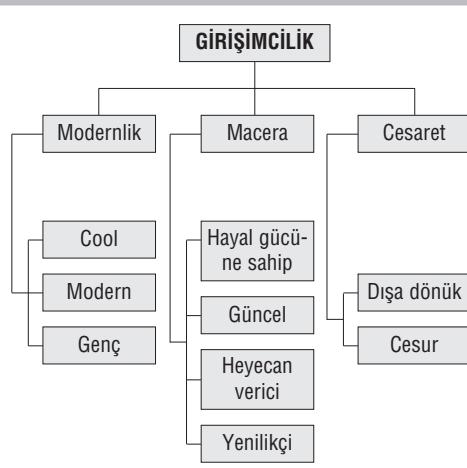 GİRİŞİMCİLİK
Modernlik
Macera
Cesaret
Cool
Modern
Genç
Hayal gücü-
ne sahip
Güncel
Heyecan
verici
Yenilikçi
Dışa dönük
Cesur